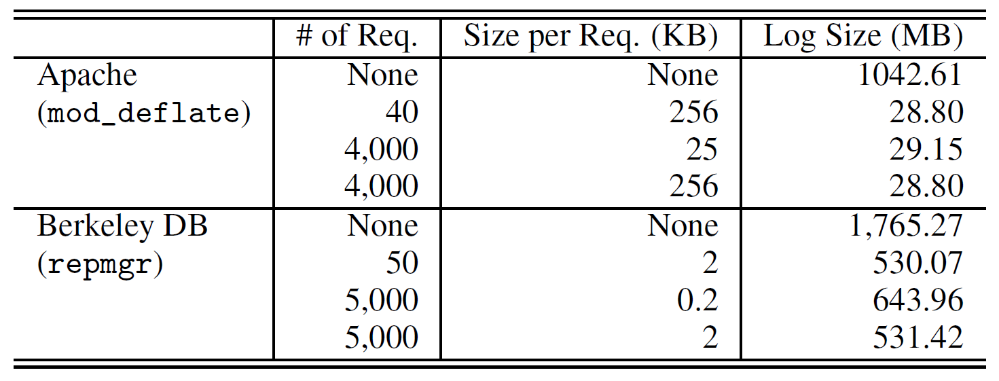 # of Req. Size per Req. (KB) Log Size (MB)
Apache None None 1042.61
(mod_deflate) 40 256 28.80
4,000 25 29.15
4,000 256 28.80
Berkeley DB None None 1,765.27
(repmgr) 50 2 530.07
5,000 0.2 643.96
5,000 2 531.42